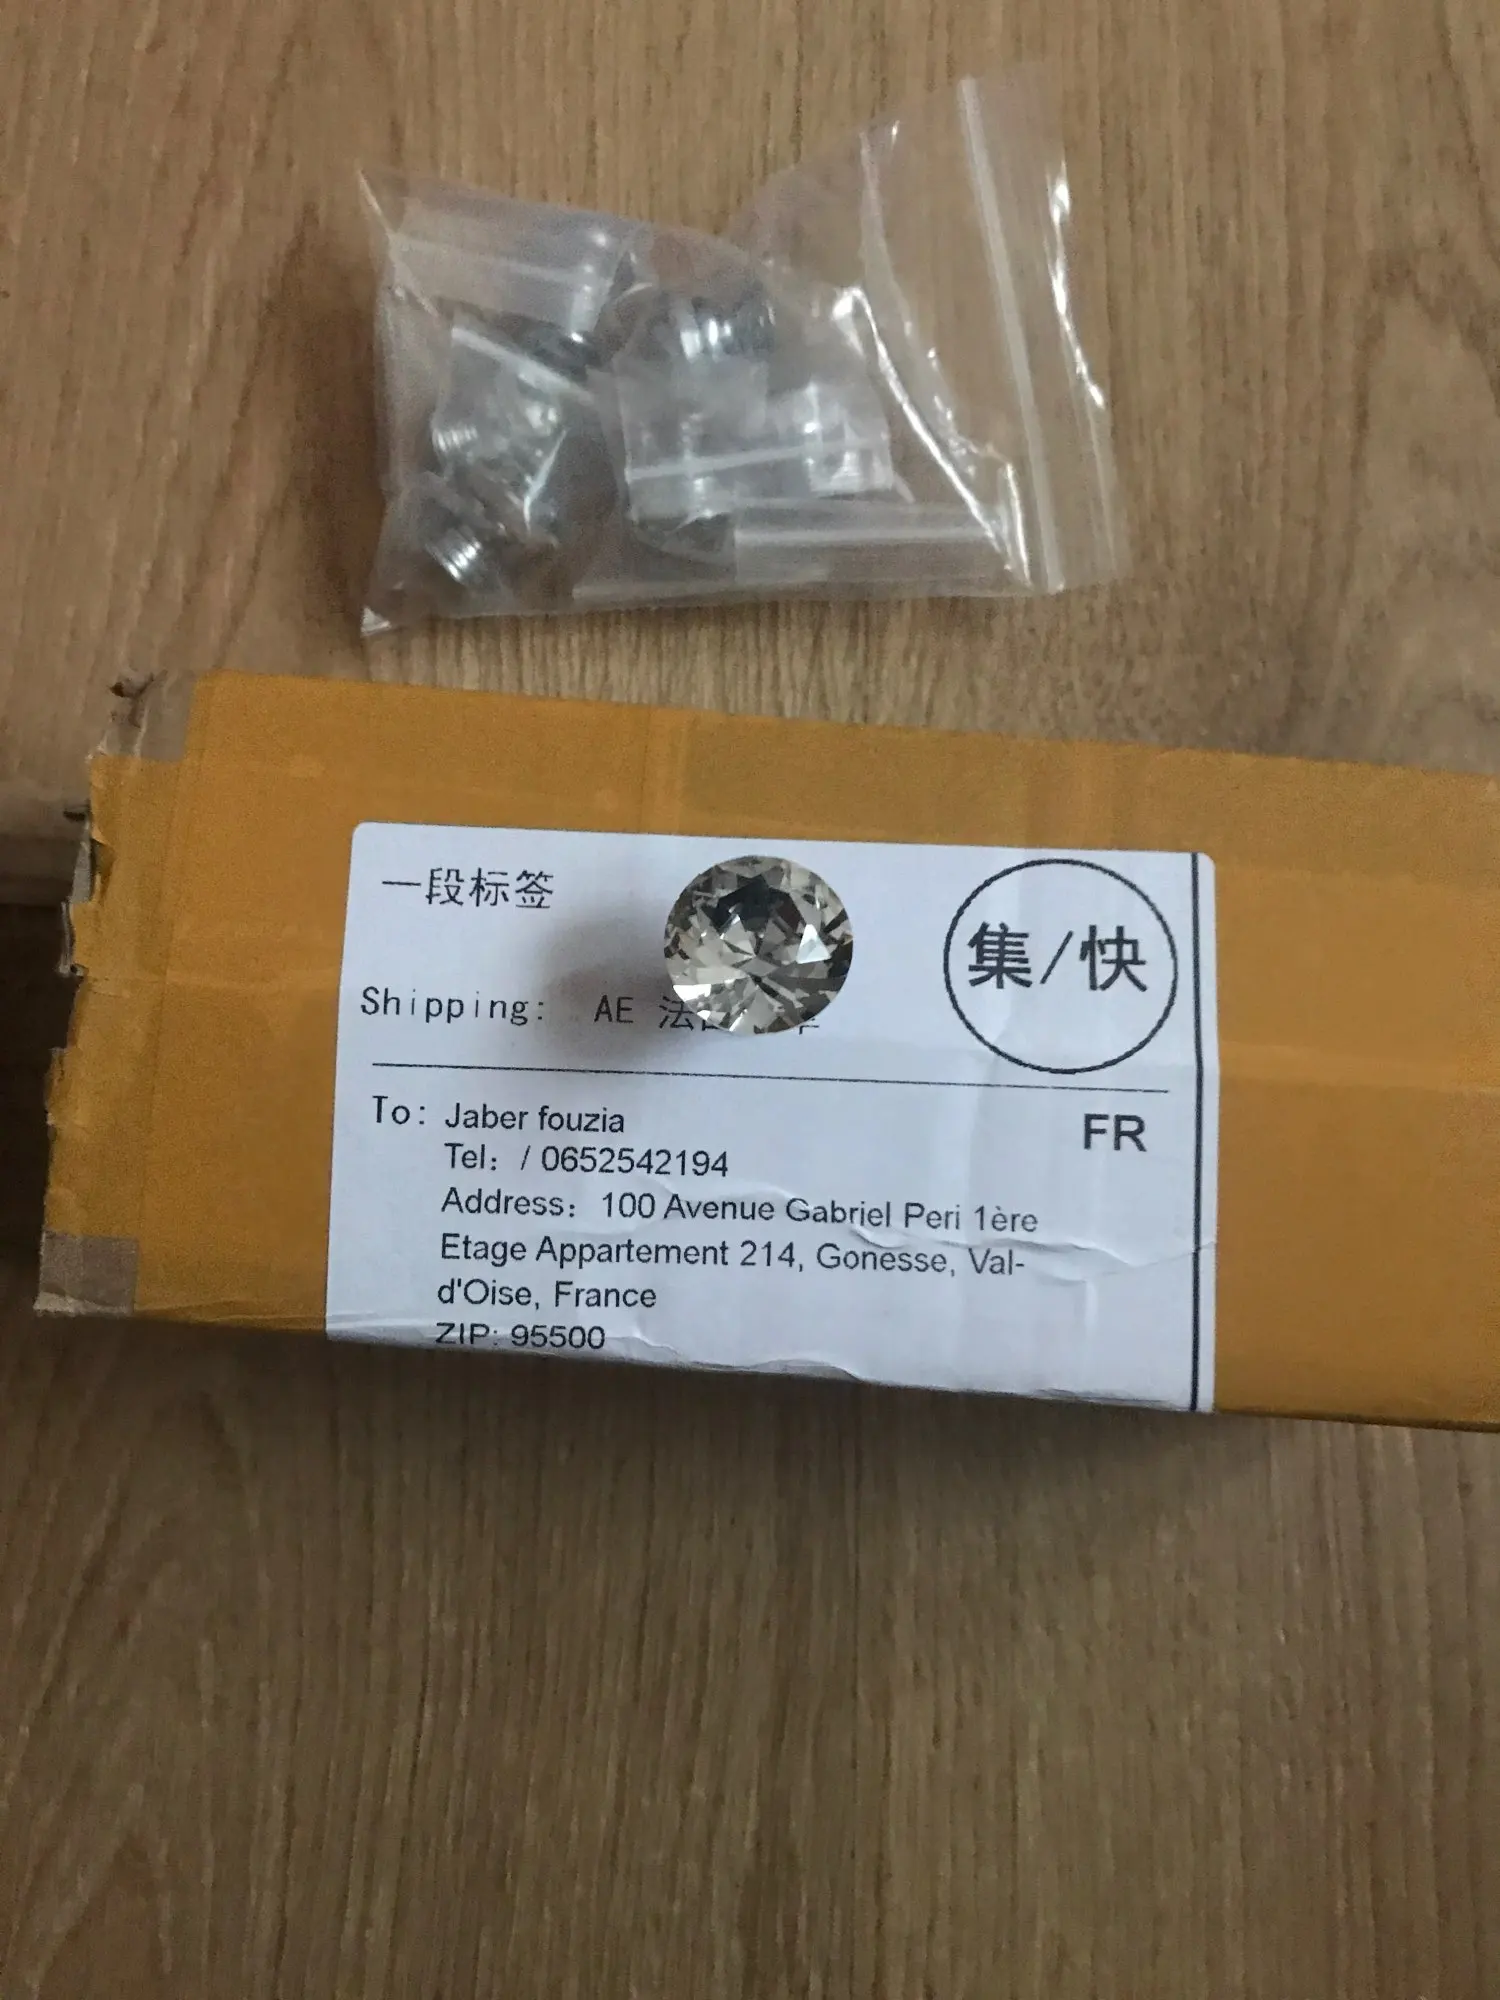 一段标签
集/快
Shipping: AE 法
To: Jaber fouzia
FR
Tel: / 0652542194
Address: 100 Avenue Gabriel Peri 1ère
Etage Appartement 214, Gonesse, Val-
d'Oise, France
ZIP: 95500